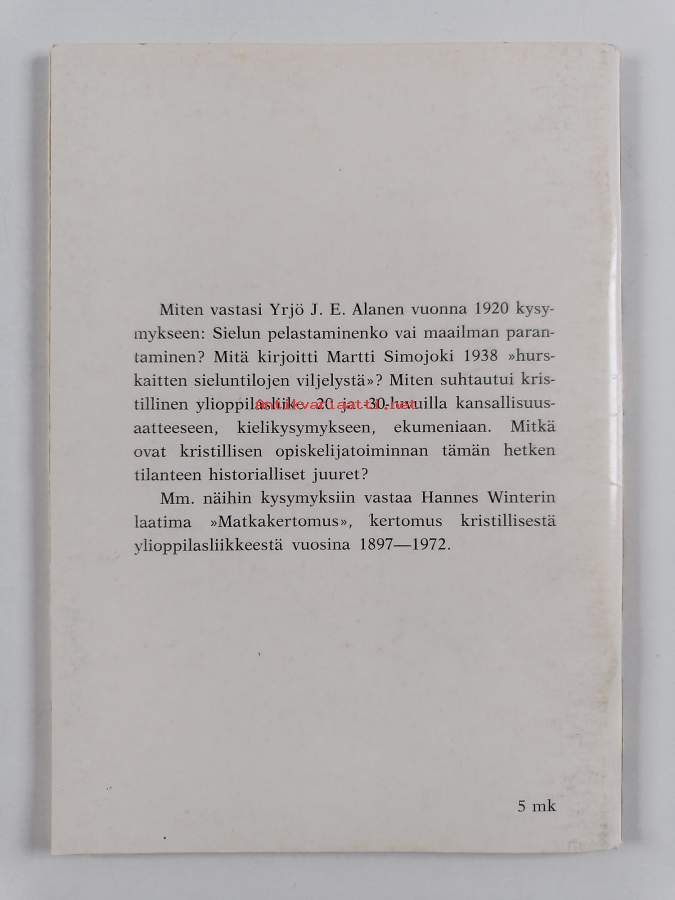 Miten vastasi Yrjö J. E. Alanen vuonna 1920 kysy-
mykseen: Sielun pelastaminenko vai maailman paran-
taminen? Mitä kirjoitti Martti Simojoki 1938 »hurs-
kaitten sieluntilojen viljelystä»? Miten suhtautui kris-
tillinen ylioppilasliike 20 ja -30-luvuilla kansallisuus-
antikvariaatti.net
aatteeseen, kielikysymykseen, ekumeniaan. Mitkä
ovat kristillisen opiskelijatoiminnan tämän hetken
tilanteen historialliset juuret?
Mm. näihin kysymyksiin vastaa Hannes Winterin
laatima »Matkakertomus», kertomus kristillisestä
ylioppilasliikkeestä vuosina 1897—1972.
5 mk